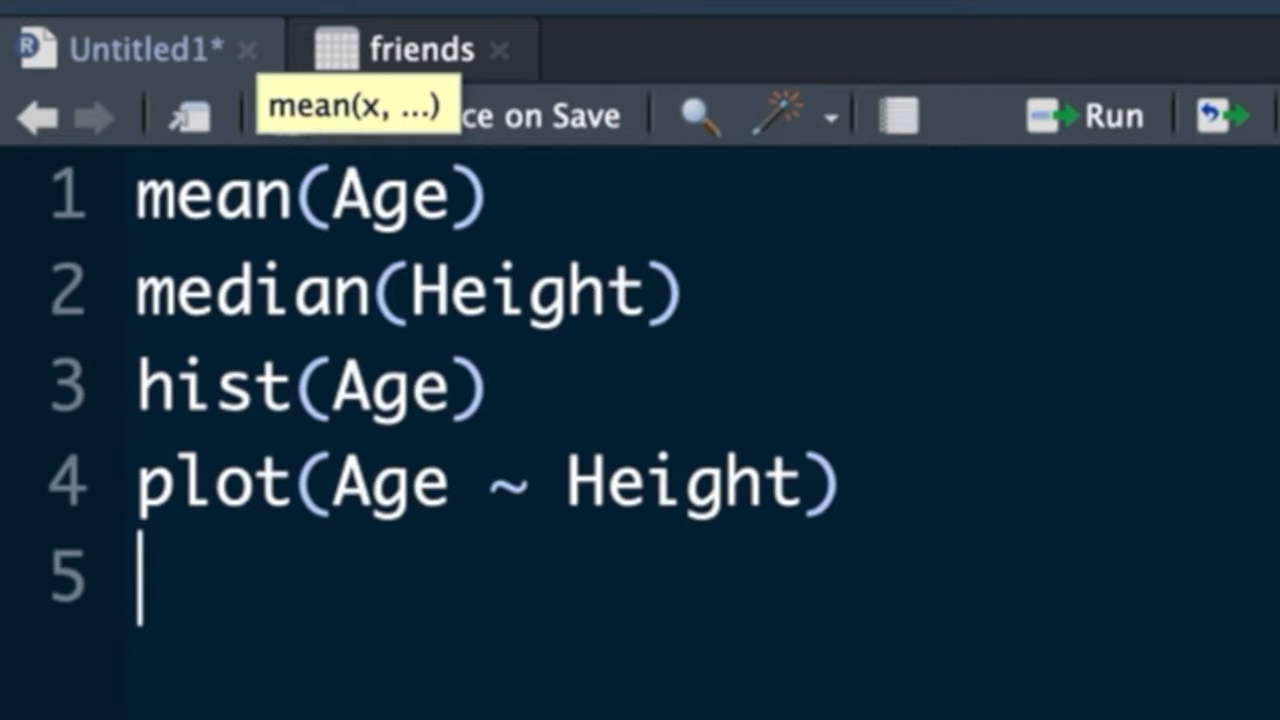 Untitled1*
friends
mean(x, ...)
ce on Save
Run
1 mean(Age)
2 median(Height)
3 hist(Age)
4 plot(Age ~ Height)
5